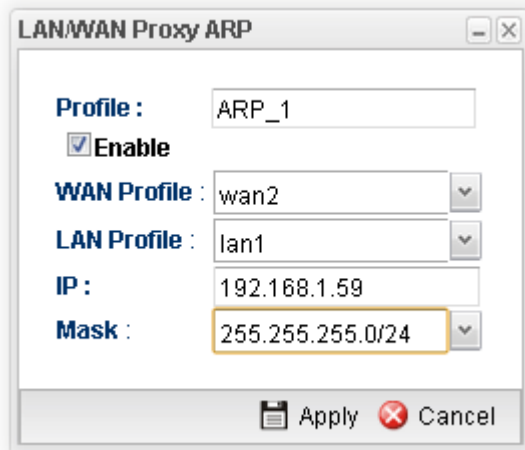 LAN/WAN Proxy ARP
Profile : ARP_1
Enable
WAN Profile : wan2
LAN Profile : lan1
IP : 192.168.1.59
Mask : 255.255.255.0/24
Apply Cancel